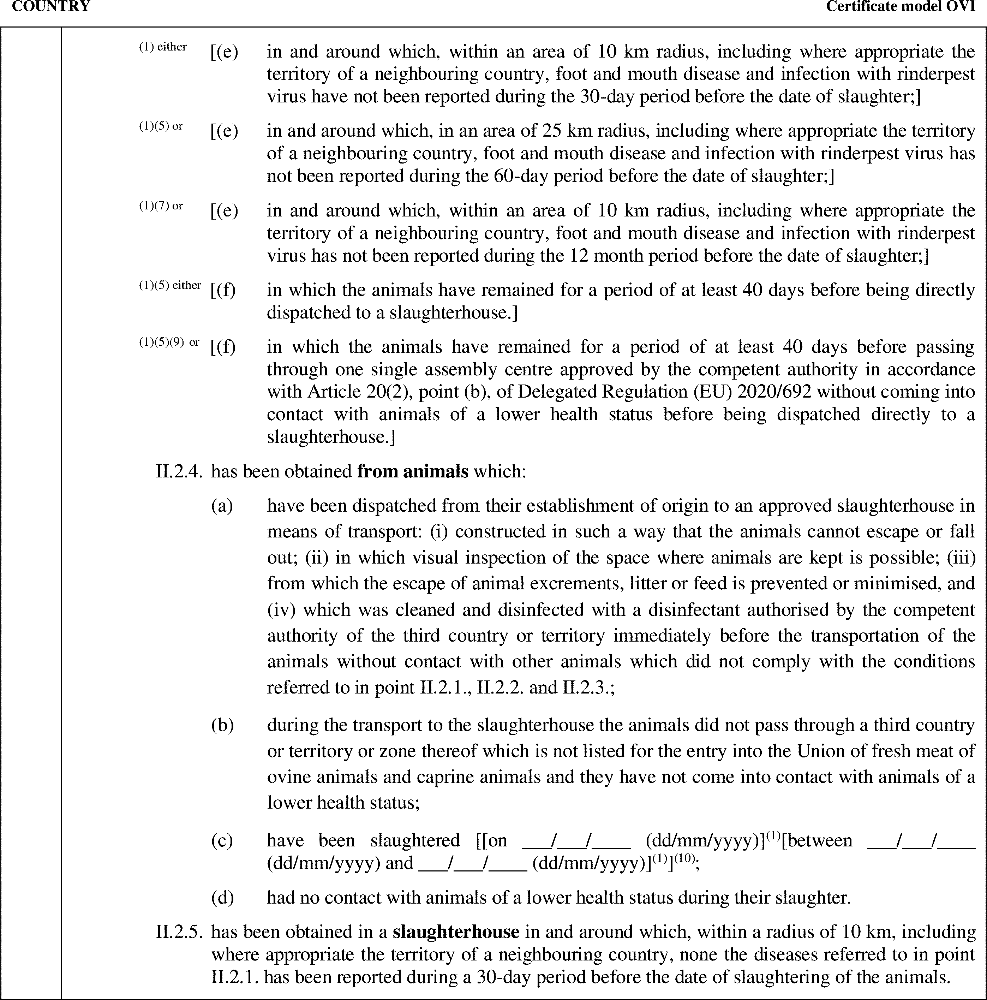 COUNTRY Certificate model OVI
(1) either [(e) in and around which, within an area of 10 km radius, including where appropriate the
territory of a neighbouring country, foot and mouth disease and infection with rinderpest
virus have not been reported during the 30-day period before the date of slaughter;]
(1)(5) or [(e) in and around which, in an area of 25 km radius, including where appropriate the territory
of a neighbouring country, foot and mouth disease and infection with rinderpest virus has
not been reported during the 60-day period before the date of slaughter;]
(1)(7) or [(e) in and around which, within an area of 10 km radius, including where appropriate the
territory of a neighbouring country, foot and mouth disease and infection with rinderpest
virus has not been reported during the 12 month period before the date of slaughter;]
(1)(5) either [(f) in which the animals have remained for a period of at least 40 days before being directly
dispatched to a slaughterhouse.]
(1)(5)(9) or [(f) in which the animals have remained for a period of at least 40 days before passing
through one single assembly centre approved by the competent authority in accordance
with Article 20(2), point (b), of Delegated Regulation (EU) 2020/692 without coming into
contact with animals of a lower health status before being dispatched directly to a
slaughterhouse.]
II.2.4. has been obtained from animals which:
(a) have been dispatched from their establishment of origin to an approved slaughterhouse in
means of transport: (i) constructed in such a way that the animals cannot escape or fall
out; (ii) in which visual inspection of the space where animals are kept is possible; (iii)
from which the escape of animal excrements, litter or feed is prevented or minimised, and
(iv) which was cleaned and disinfected with a disinfectant authorised by the competent
authority of the third country or territory immediately before the transportation of the
animals without contact with other animals which did not comply with the conditions
referred to in point II.2.1., II.2.2. and II.2.3.;
(b) during the transport to the slaughterhouse the animals did not pass through a third country
or territory or zone thereof which is not listed for the entry into the Union of fresh meat of
ovine animals and caprine animals and they have not come into contact with animals of a
lower health status;
(c) have been slaughtered [[on ___/___/____ (dd/mm/yyyy)](1)[between ___/___/____
(dd/mm/yyyy) and ___/___/____ (dd/mm/yyyy)](1)](10);
(d) had no contact with animals of a lower health status during their slaughter.
II.2.5. has been obtained in a slaughterhouse in and around which, within a radius of 10 km, including
where appropriate the territory of a neighbouring country, none the diseases referred to in point
II.2.1. has been reported during a 30-day period before the date of slaughtering of the animals.